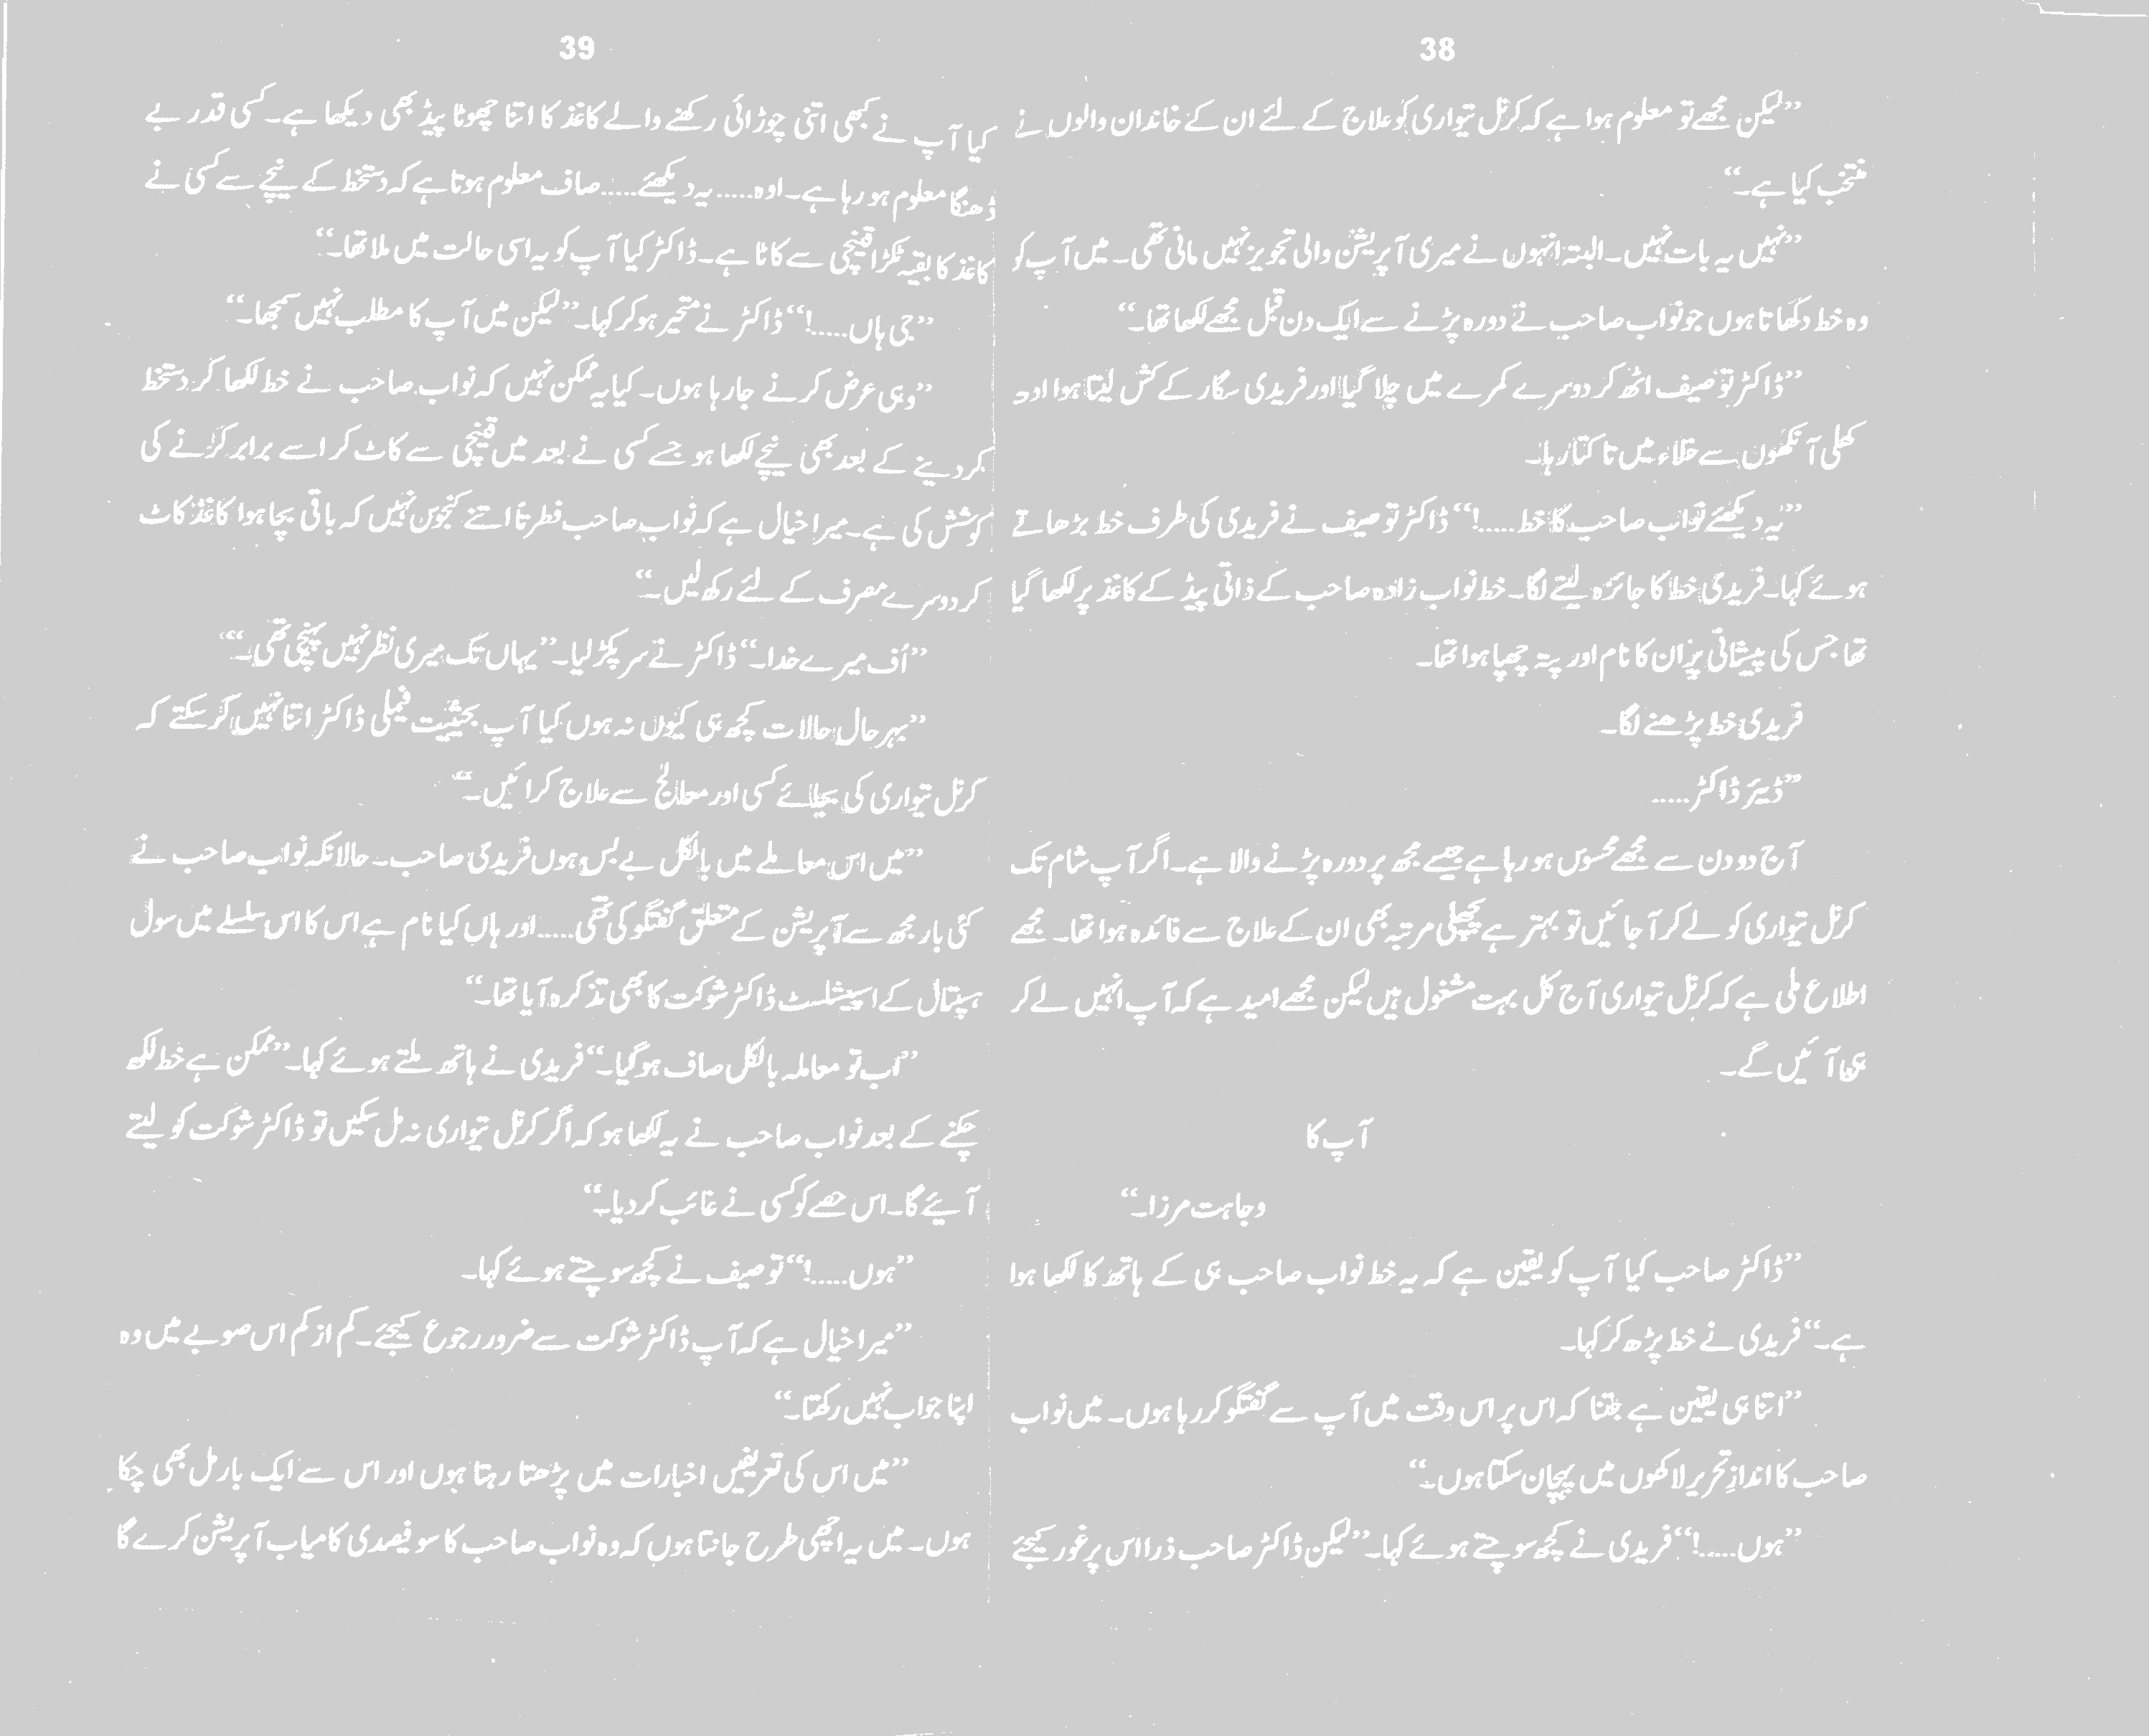 38
”لیکن مجھے تو معلوم ہوا ہے کہ کرنل تیواری کو علاج کے لئے ان کے خاندان والوں نے
منتخب کیا ہے۔“
”نہیں یہ بات نہیں۔ البتہ انہوں نے میری آپریشن والی تجویز نہیں مانی تھی۔ میں آپ کو
وہ خط دکھاتا ہوں جو نواب صاحب نے دورہ پڑنے سے ایک دن قبل مجھے لکھا تھا۔“
”ڈاکٹر توصیف اٹھ کر دوسرے کمرے میں چلا گیا اور فریدی سگار کے کش لیتا ہوا ادھ
کھلی آنکھوں سے خلاء میں تاکتا رہا۔
”یہ دیکھئے نواب صاحب کا خط......!“ ڈاکٹر توصیف نے فریدی کی طرف خط بڑھاتے
ہوئے کہا۔ فریدی خط کا جائزہ لینے لگا۔ خط نواب زادہ صاحب کے ذاتی پیڈ کے کاغذ پر لکھا گیا
تھا جس کی پیشانی پر ان کا نام اور پتہ چھپا ہوا تھا۔
فریدی خط پڑھنے لگا۔
”ڈیئر ڈاکٹر......
آج دو دن سے مجھے محسوس ہو رہا ہے جیسے مجھ پر دورہ پڑنے والا ہے۔ اگر آپ شام تک
کرنل تیواری کو لے کر آ جائیں تو بہتر ہے پچھلی مرتبہ بھی ان کے علاج سے فائدہ ہوا تھا۔ مجھے
اطلاع ملی ہے کہ کرنل تیواری آج کل بہت مشغول ہیں لیکن مجھے امید ہے کہ آپ انہیں لے کر
ہی آئیں گے۔
آپ کا
وجاہت مرزا۔“
”ڈاکٹر صاحب کیا آپ کو یقین ہے کہ یہ خط نواب صاحب ہی کے ہاتھ کا لکھا ہوا
ہے۔“ فریدی نے خط پڑھ کر کہا۔
”اتنا ہی یقین ہے جتنا کہ اس پر اس وقت میں آپ سے گفتگو کر رہا ہوں۔ میں نواب
صاحب کا اندازِ تحریر لاکھوں میں پہچان سکتا ہوں۔“
”ہوں......!“ فریدی نے کچھ سوچتے ہوئے کہا۔ ”لیکن ڈاکٹر صاحب ذرا اس پر غور کیجئے
39
کیا آپ نے کبھی اتنی چوڑائی رکھنے والے کاغذ کا اتنا چھوٹا پیڈ بھی دیکھا ہے۔ کسی قدر بے
ڈھنگا معلوم ہو رہا ہے۔ اوہ...... یہ دیکھئے...... صاف معلوم ہوتا ہے کہ دستخط کے نیچے سے کسی نے
کاغذ کا بقیہ ٹکڑا قینچی سے کاٹا ہے۔ ڈاکٹر کیا آپ کو یہ اسی حالت میں ملا تھا۔“
”جی ہاں......!“ ڈاکٹر نے متحیر ہو کر کہا۔ ”لیکن میں آپ کا مطلب نہیں سمجھا۔“
”وہی عرض کرنے جا رہا ہوں۔ کیا یہ ممکن نہیں کہ نواب صاحب نے خط لکھا کر دستخط
کر دینے کے بعد بھی نیچے لکھا ہو جسے کسی نے بعد میں قینچی سے کاٹ کر اسے برابر کرنے کی
کوشش کی ہے۔ میرا خیال ہے کہ نواب صاحب فطرتاً اتنے کنجوس نہیں کہ باقی بچا ہوا کاغذ کاٹ
کر دوسرے مصرف کے لئے رکھ لیں۔“
”اُف میرے خدا۔“ ڈاکٹر نے سر پکڑ لیا۔ ”یہاں تک میری نظر نہیں پہنچی تھی۔“
”بہرحال حالات کچھ ہی کیوں نہ ہوں کیا آپ بحیثیت فیملی ڈاکٹر اتنا نہیں کر سکتے کہ
کرنل تیواری کی بجائے کسی اور معالج سے علاج کرائیں۔“
”میں اس معاملے میں بالکل بے بس ہوں فریدی صاحب۔ حالانکہ نواب صاحب نے
کئی بار مجھ سے آپریشن کے متعلق گفتگو کی تھی...... اور ہاں کیا نام ہے اس کا اس سلسلے میں سول
ہسپتال کے اسپیشلسٹ ڈاکٹر شوکت کا بھی تذکرہ آیا تھا۔“
”اب تو معاملہ بالکل صاف ہو گیا۔“ فریدی نے ہاتھ ملتے ہوئے کہا۔ ”ممکن ہے خط لکھ
چکنے کے بعد نواب صاحب نے یہ لکھا ہو کہ اگر کرنل تیواری نہ مل سکیں تو ڈاکٹر شوکت کو لیتے
آیئے گا۔ اس حصے کو کسی نے غائب کر دیا۔“
”ہوں......!“ توصیف نے کچھ سوچتے ہوئے کہا۔
”میرا خیال ہے کہ آپ ڈاکٹر شوکت سے ضرور رجوع کیجئے۔ کم از کم اس صوبے میں وہ
اپنا جواب نہیں رکھتا۔“
”میں اس کی تعریفیں اخبارات میں پڑھتا رہتا ہوں اور اس سے ایک بار مل بھی چکا
ہوں۔ میں یہ اچھی طرح جانتا ہوں کہ وہ نواب صاحب کا سو فیصدی کامیاب آپریشن کرے گا